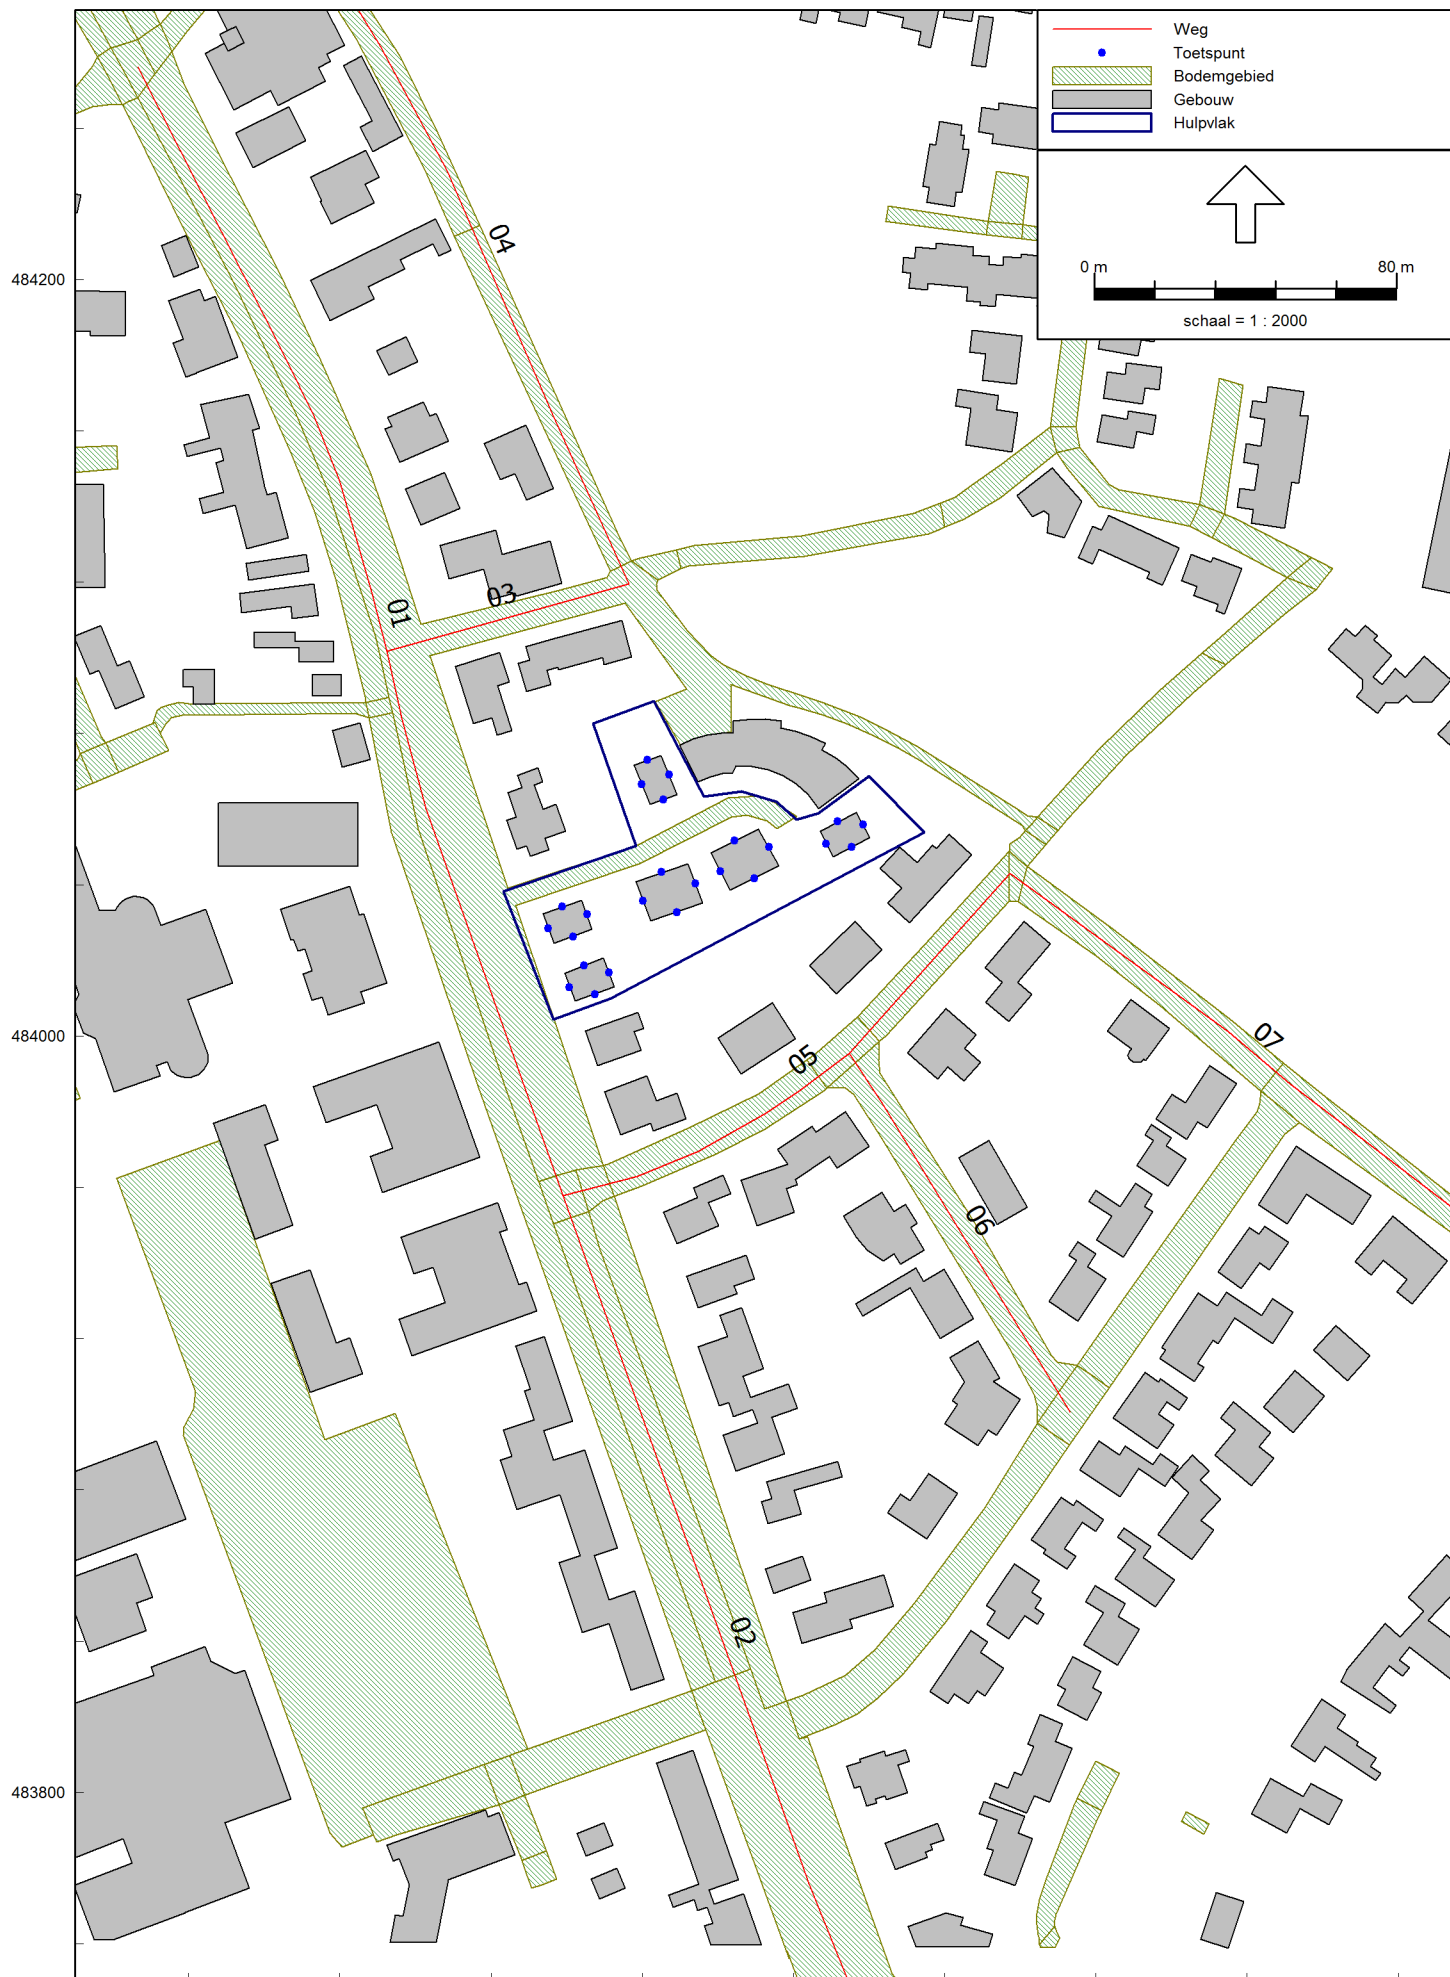 Weg
Toetspunt
Bodemgebied
Gebouw
Hulpvlak
0 m
80 m
schaal = 1 : 2000
04
484200
03
01
484000
05
07
06
02
483800